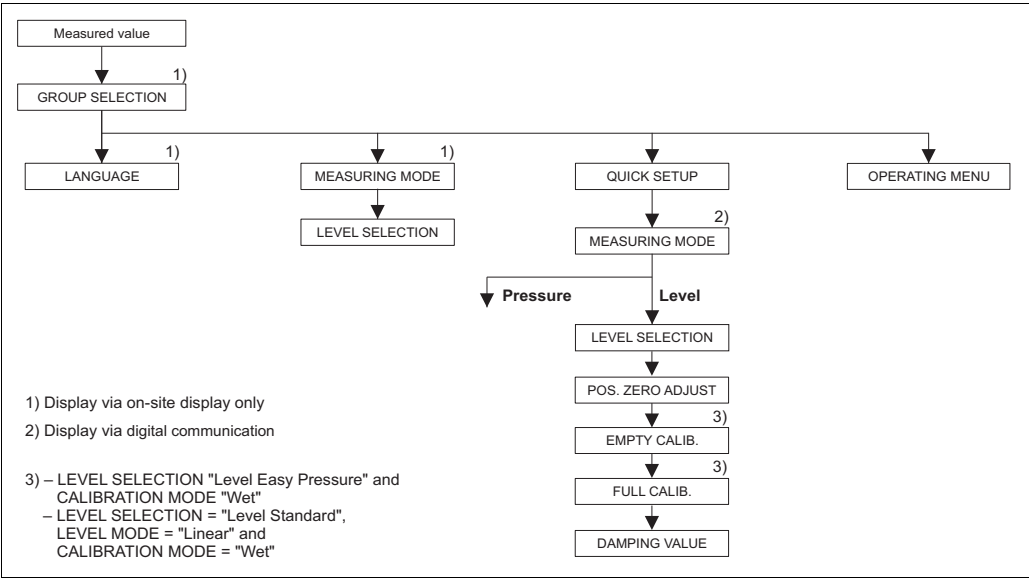 Measured value
1)
GROUP SELECTION
1)
LANGUAGE
1)
MEASURING MODE
LEVEL SELECTION
QUICK SETUP
2)
MEASURING MODE
OPERATING MENU
Pressure
Level
LEVEL SELECTION
POS. ZERO ADJUST
3)
EMPTY CALIB.
3)
FULL CALIB.
DAMPING VALUE
1) Display via on-site display only
2) Display via digital communication
3) – LEVEL SELECTION "Level Easy Pressure" and
CALIBRATION MODE "Wet"
– LEVEL SELECTION = "Level Standard",
LEVEL MODE = "Linear" and
CALIBRATION MODE = "Wet"